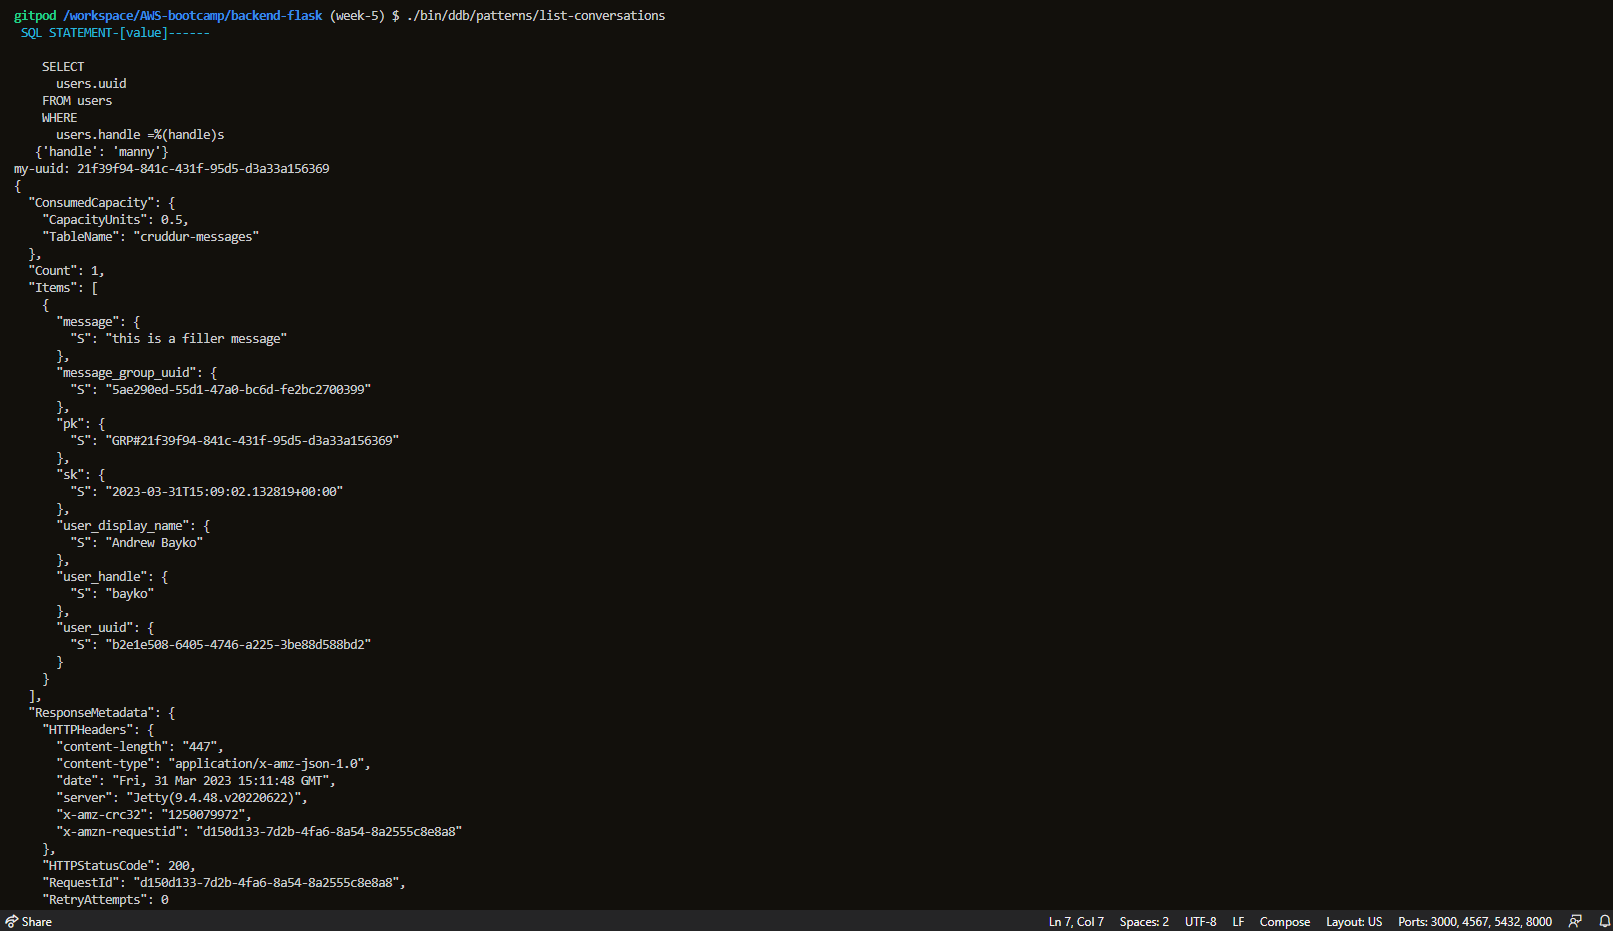 gitpod /workspace/AWS-bootcamp/backend-flask (week-5) $ ./bin/ddb/patterns/list-conversations
 SQL STATEMENT-[value]------

    SELECT
      users.uuid
    FROM users
    WHERE
      users.handle =%(handle)s
   {'handle': 'manny'}
my-uuid: 21f39f94-841c-431f-95d5-d3a33a156369
{
  "ConsumedCapacity": {
    "CapacityUnits": 0.5,
    "TableName": "cruddur-messages"
  },
  "Count": 1,
  "Items": [
    {
      "message": {
        "S": "this is a filler message"
      },
      "message_group_uuid": {
        "S": "5ae290ed-55d1-47a0-bc6d-fe2bc2700399"
      },
      "pk": {
        "S": "GRP#21f39f94-841c-431f-95d5-d3a33a156369"
      },
      "sk": {
        "S": "2023-03-31T15:09:02.132819+00:00"
      },
      "user_display_name": {
        "S": "Andrew Bayko"
      },
      "user_handle": {
        "S": "bayko"
      },
      "user_uuid": {
        "S": "b2e1e508-6405-4746-a225-3be88d588bd2"
      }
    }
  ],
  "ResponseMetadata": {
    "HTTPHeaders": {
      "content-length": "447",
      "content-type": "application/x-amz-json-1.0",
      "date": "Fri, 31 Mar 2023 15:11:48 GMT",
      "server": "Jetty(9.4.48.v20220622)",
      "x-amz-crc32": "1250079972",
      "x-amzn-requestid": "d150d133-7d2b-4fa6-8a54-8a2555c8e8a8"
    },
    "HTTPStatusCode": 200,
    "RequestId": "d150d133-7d2b-4fa6-8a54-8a2555c8e8a8",
    "RetryAttempts": 0
Share Ln 7, Col 7 Spaces: 2 UTF-8 LF Compose Layout: US Ports: 3000, 4567, 5432, 8000